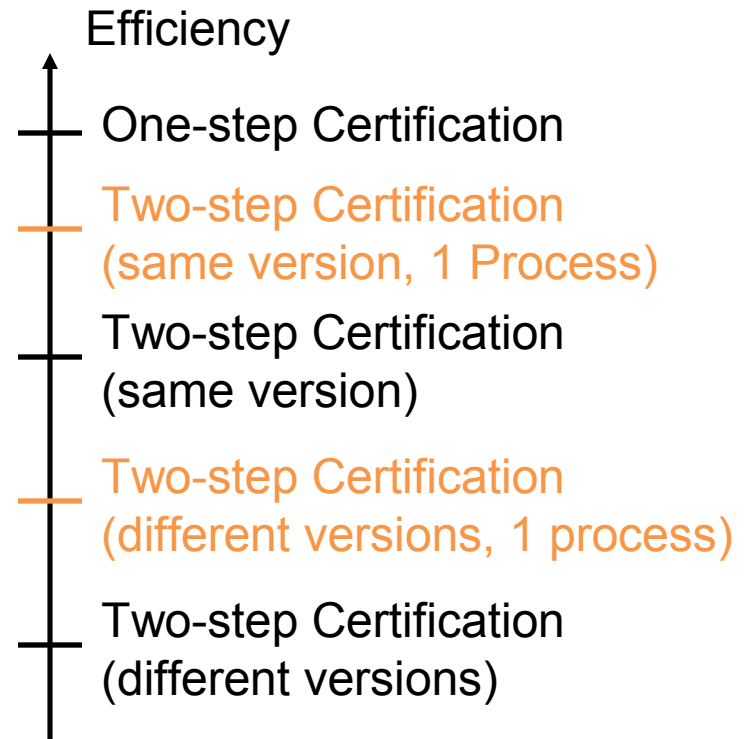 Efficiency
One-step Certification
Two-step Certification
(same version, 1 Process)
Two-step Certification
(same version)
Two-step Certification
(different versions, 1 process)
Two-step Certification
(different versions)